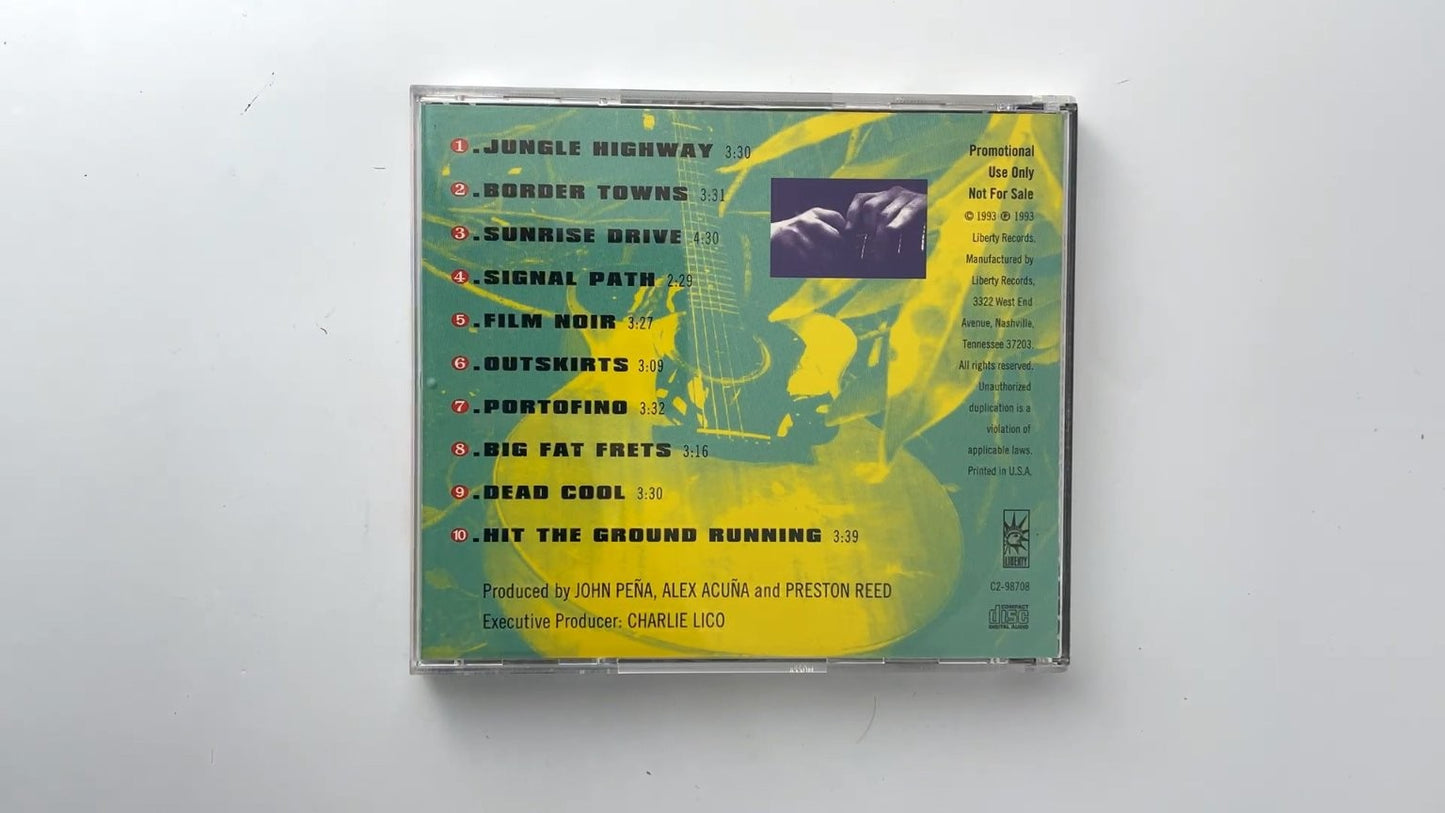 1. JUNGLE HIGHWAY 3:30
2. BORDER TOWNS 3:31
3. SUNRISE DRIVE 4:30
4. SIGNAL PATH 2:29
5. FILM NOIR 3:27
6. OUTSKIRTS 3:09
7. PORTOFINO 3:32
8. BIG FAT FRETS 3:16
9. DEAD COOL 3:30
10. HIT THE GROUND RUNNING 3:39
Produced by JOHN PEÑA, ALEX ACUÑA and PRESTON REED
Executive Producer: CHARLIE LICO
Promotional
Use Only
Not For Sale
© 1993 ℗ 1993
Liberty Records.
Manufactured by
Liberty Records,
3322 West End
Avenue, Nashville,
Tennessee 37203.
All rights reserved.
Unauthorized
duplication is a
violation of
applicable laws.
Printed in U.S.A.
LIBERTY
C2-98708
COMPACT
disc
DIGITAL AUDIO